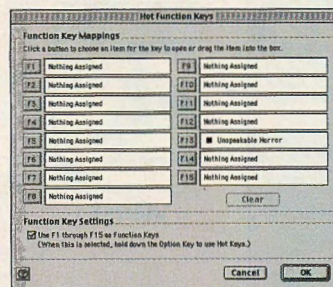 Hot Function Keys
Function Key Mappings
Click a button to choose an item for the key to open or drag the item into the box.
F1 Nothing Assigned
F2 Nothing Assigned
F3 Nothing Assigned
F4 Nothing Assigned
F5 Nothing Assigned
F6 Nothing Assigned
F7 Nothing Assigned
F8 Nothing Assigned
F9 Nothing Assigned
F10 Nothing Assigned
F11 Nothing Assigned
F12 Nothing Assigned
F13 Unspeakable Horror
F14 Nothing Assigned
F15 Nothing Assigned
Clear
Function Key Settings
Use F1 through F15 as Function Keys
(When this is selected, hold down the Option Key to use Hot Keys.)
?
Cancel
OK